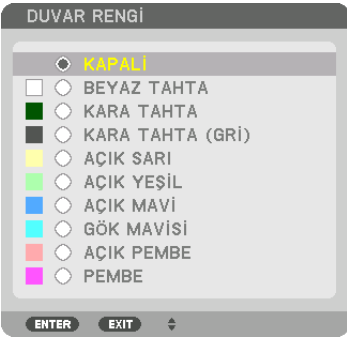 DUVAR RENGİ
KAPALI
BEYAZ TAHTA
KARA TAHTA
KARA TAHTA (GRİ)
AÇIK SARI
AÇIK YEŞİL
AÇIK MAVİ
GÖK MAVİSİ
AÇIK PEMBE
PEMBE
ENTER EXIT